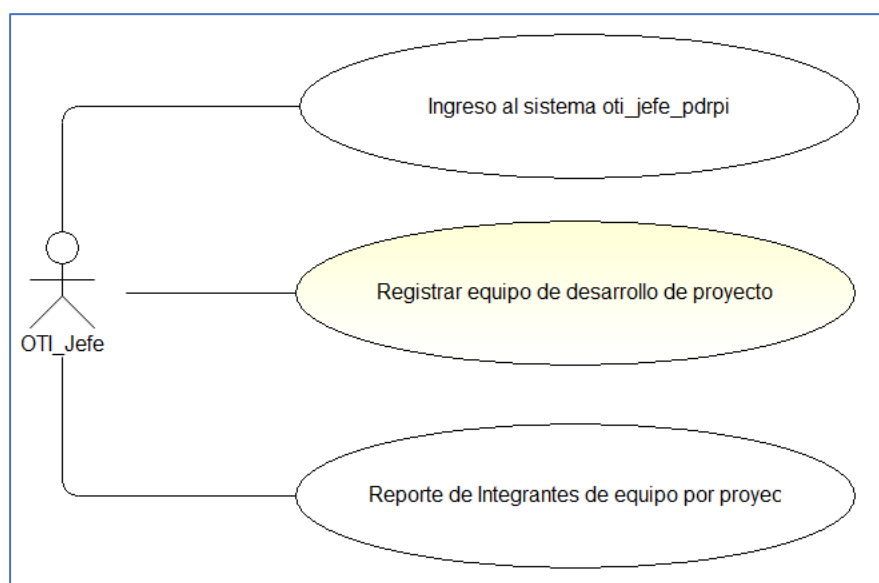 Ingreso al sistema oti_jefe_pdrpi
Registrar equipo de desarrollo de proyecto
OTI_Jefe
Reporte de Integrantes de equipo por proyec